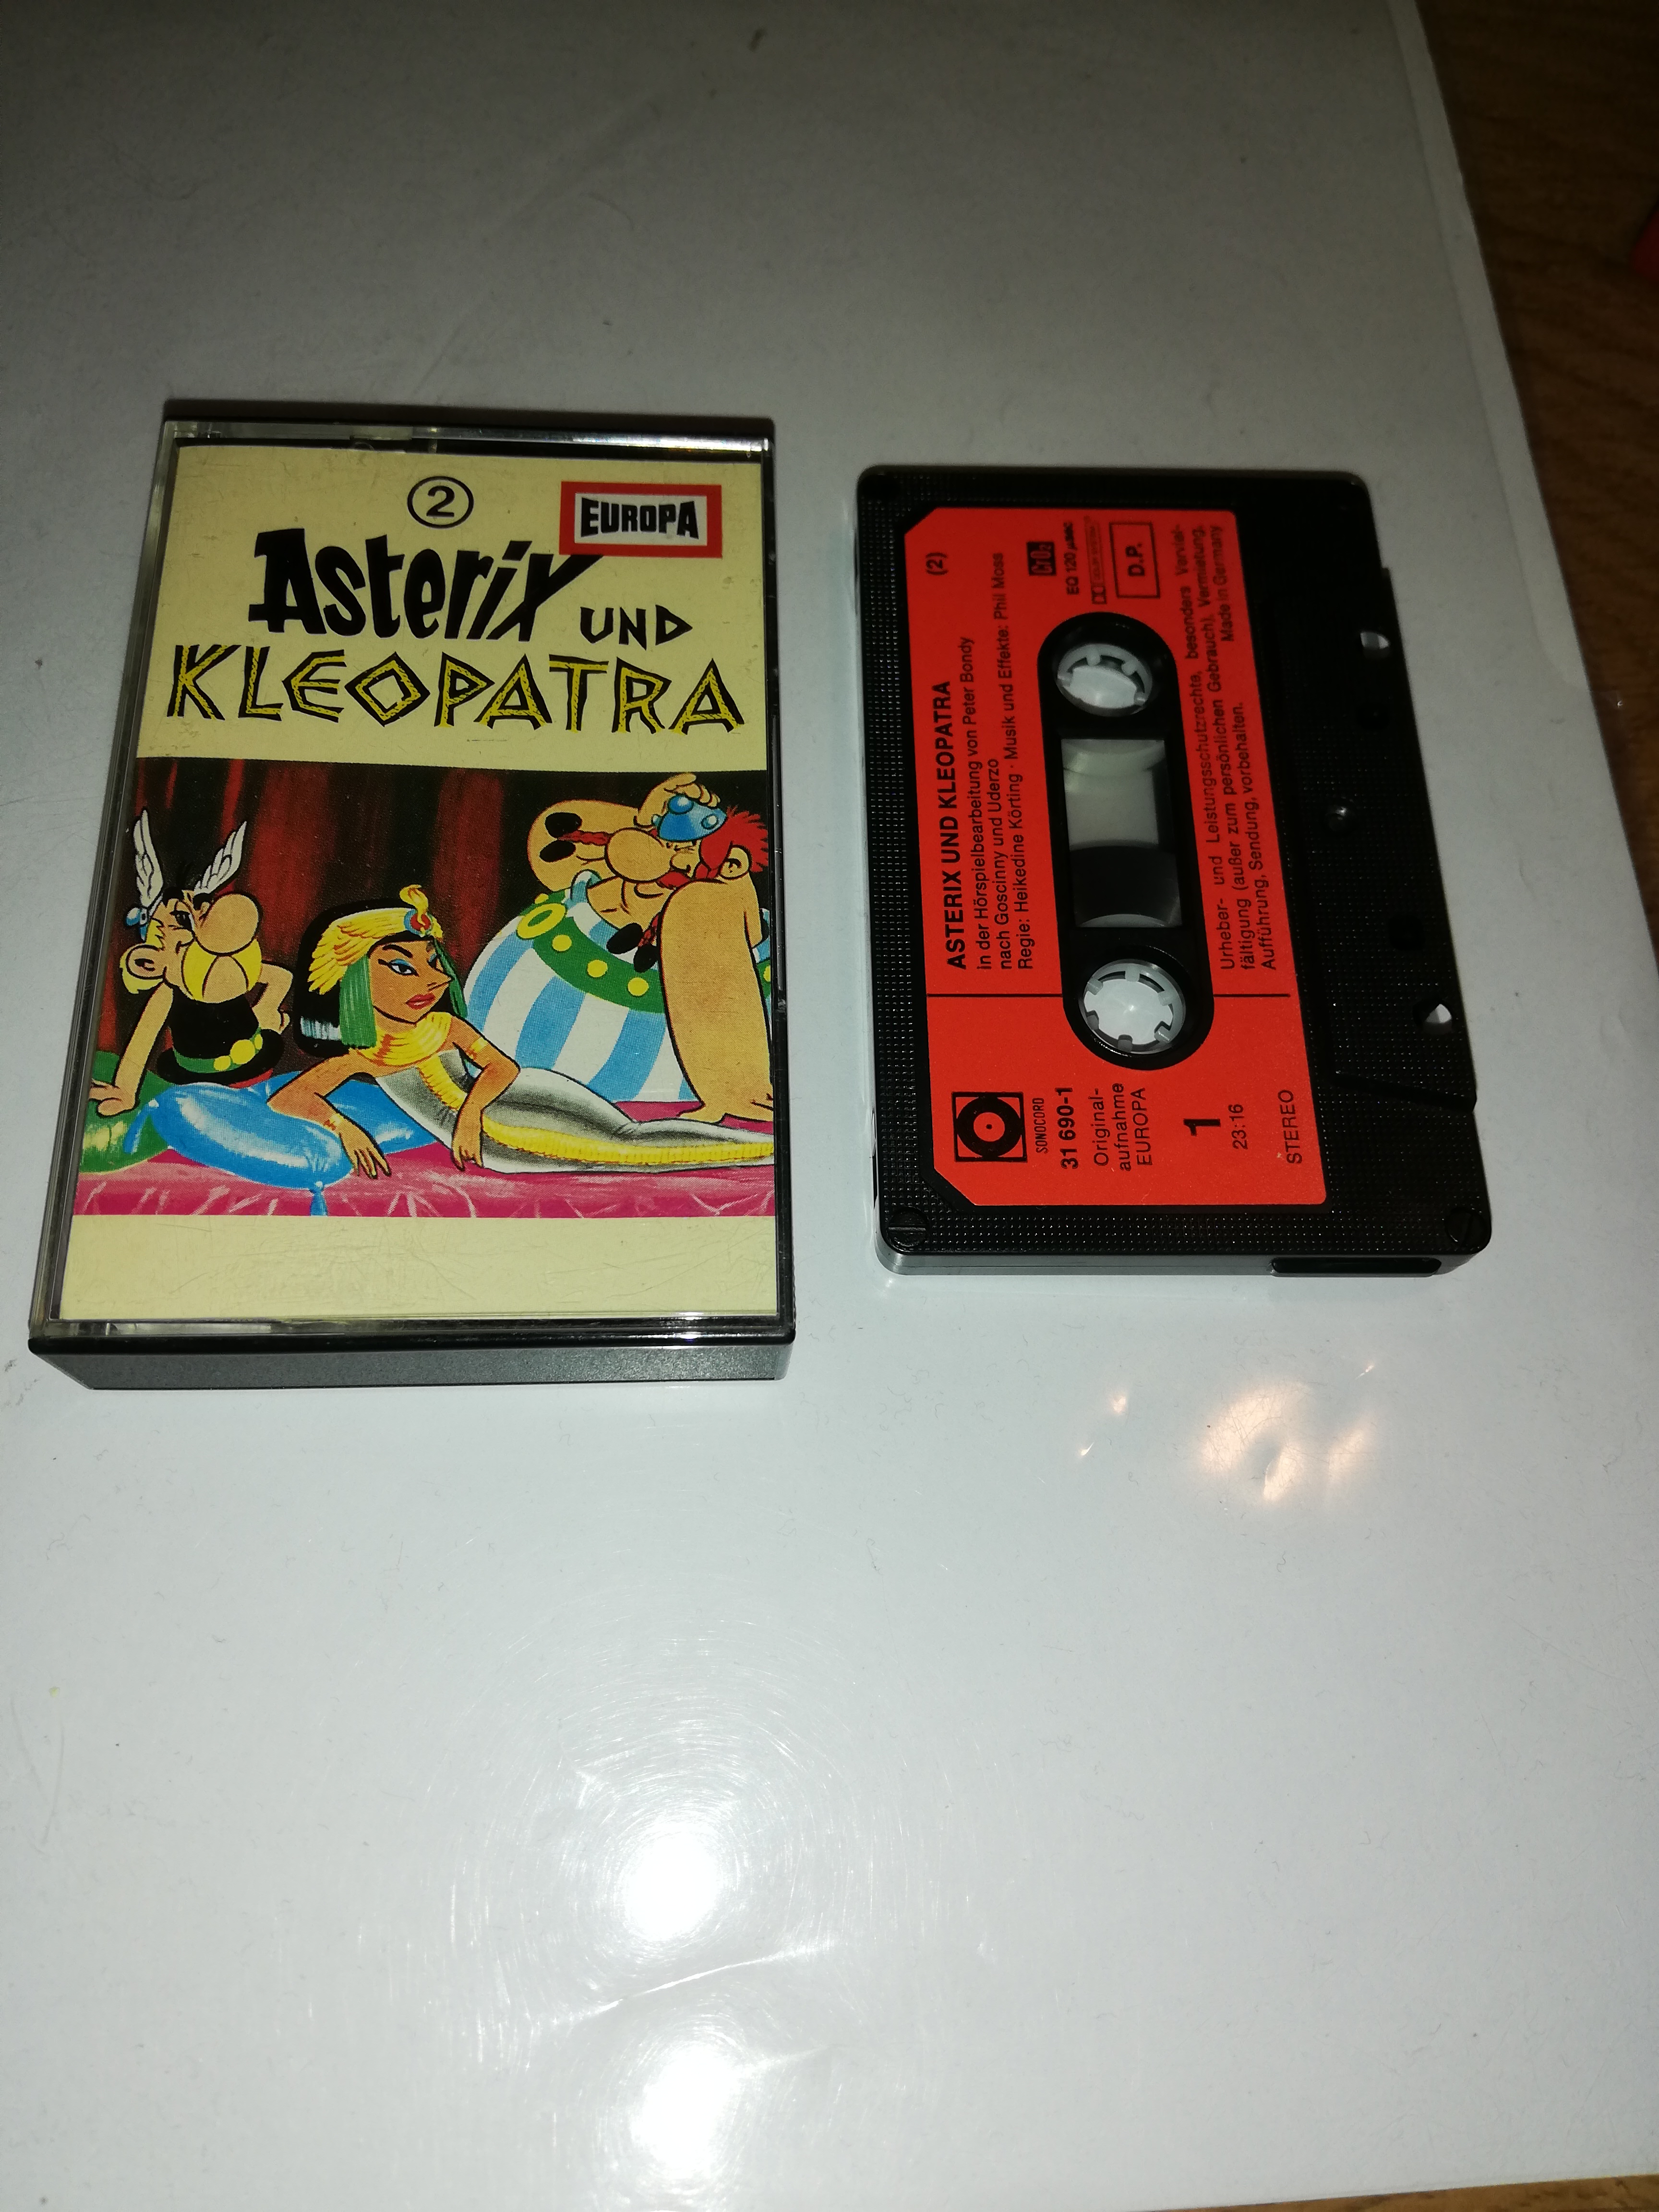 2
EUROPA
Asterix UND
KLEOPATRA
ASTERIX UND KLEOPATRA (2)
in der Hörspielbearbeitung von Peter Bondy
nach Goscinny und Uderzo
Regie: Heikedine Körting · Musik und Effekte: Phil Moss
CrO₂
EQ 120 µsec
D.P.
SONOCORD
31 690-1
Original-
aufnahme
EUROPA
1
23:16
STEREO
Urheber- und Leistungsschutzrechte, besonders Verviel-
fältigung (außer zum persönlichen Gebrauch), Vermietung,
Aufführung, Sendung, vorbehalten. Made in Germany